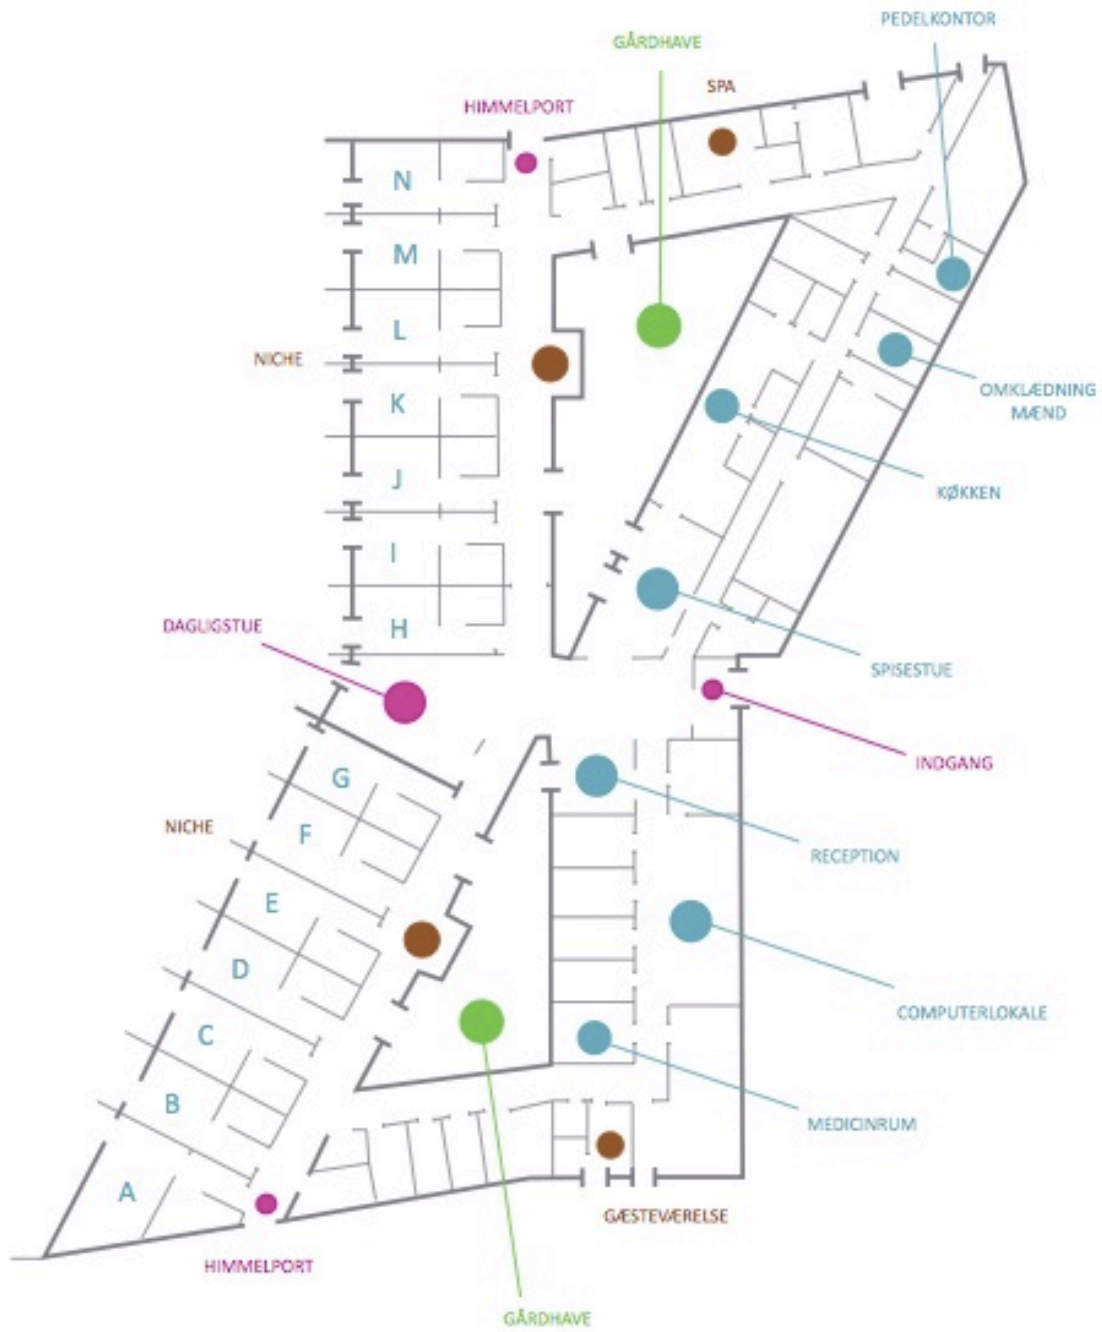 PEDELKONTOR
GÅRDHAVE
SPA
HIMMELPORT
N
M
L
NICHE
K
OMKLÆDNING
MÆND
J
KØKKEN
I
H
DAGLIGSTUE
SPISESTUE
INDGANG
G
NICHE
F
RECEPTION
E
D
COMPUTERLOKALE
C
B
MEDICINRUM
A
GÆSTEVÆRELSE
HIMMELPORT
GÅRDHAVE